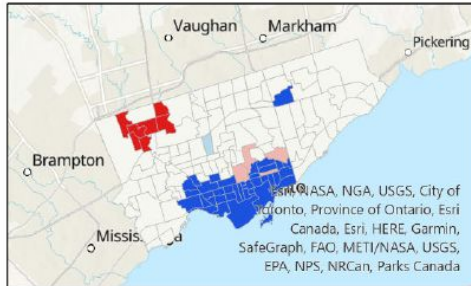 Vaughan
Markham
Pickering
Brampton
Esri, NASA, NGA, USGS, City of
Toronto, Province of Ontario, Esri
Canada, Esri, HERE, Garmin,
SafeGraph, FAO, METI/NASA, USGS,
EPA, NPS, NRCan, Parks Canada